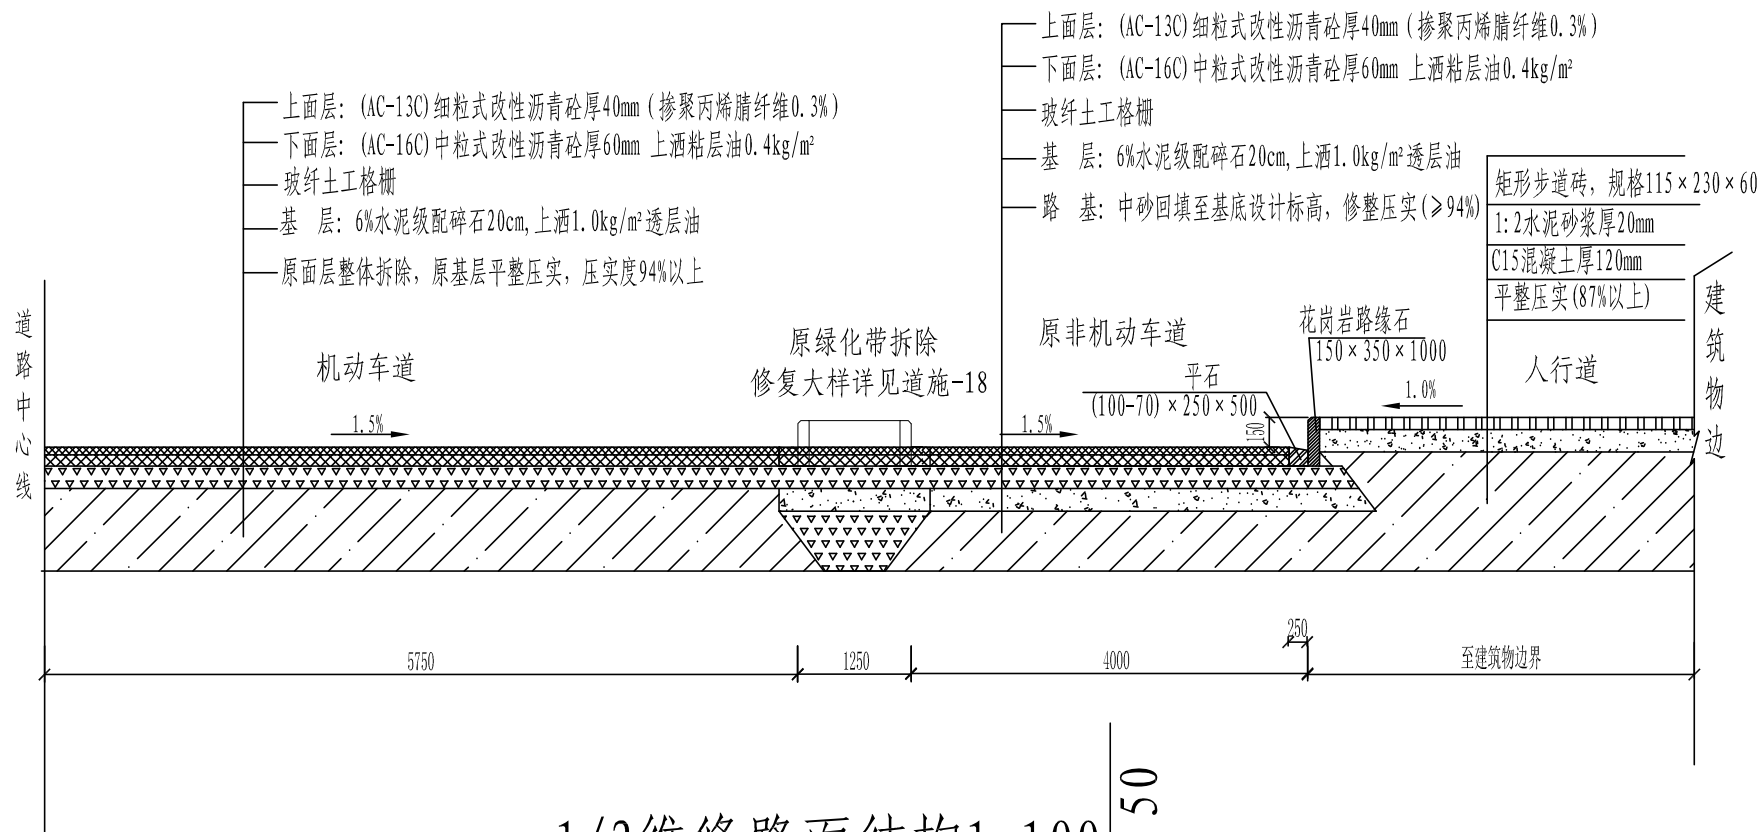 上面层: (AC-13C)细粒式改性沥青砼厚40mm(掺聚丙烯腈纤维0.3%)
下面层: (AC-16C)中粒式改性沥青砼厚60mm 上洒粘层油0.4kg/m²
玻纤土工格栅
基 层: 6%水泥级配碎石20cm,上洒1.0kg/m²透层油
路 基: 中砂回填至基底设计标高, 修整压实(≥94%)
上面层: (AC-13C)细粒式改性沥青砼厚40mm(掺聚丙烯腈纤维0.3%)
下面层: (AC-16C)中粒式改性沥青砼厚60mm 上洒粘层油0.4kg/m²
玻纤土工格栅
基 层: 6%水泥级配碎石20cm,上洒1.0kg/m²透层油
原面层整体拆除, 原基层平整压实, 压实度94%以上
矩形步道砖, 规格115×230×60
1:2水泥砂浆厚20mm
C15混凝土厚120mm
平整压实(87%以上)
道路中心线
机动车道
1.5%
原绿化带拆除
修复大样详见道施-18
原非机动车道
1.5%
平石
(100-70)×250×500
150
花岗岩路缘石
150×350×1000
人行道
1.0%
建筑物边
250
5750
1250
4000
至建筑物边界
50
1/2维修路面结构1:100